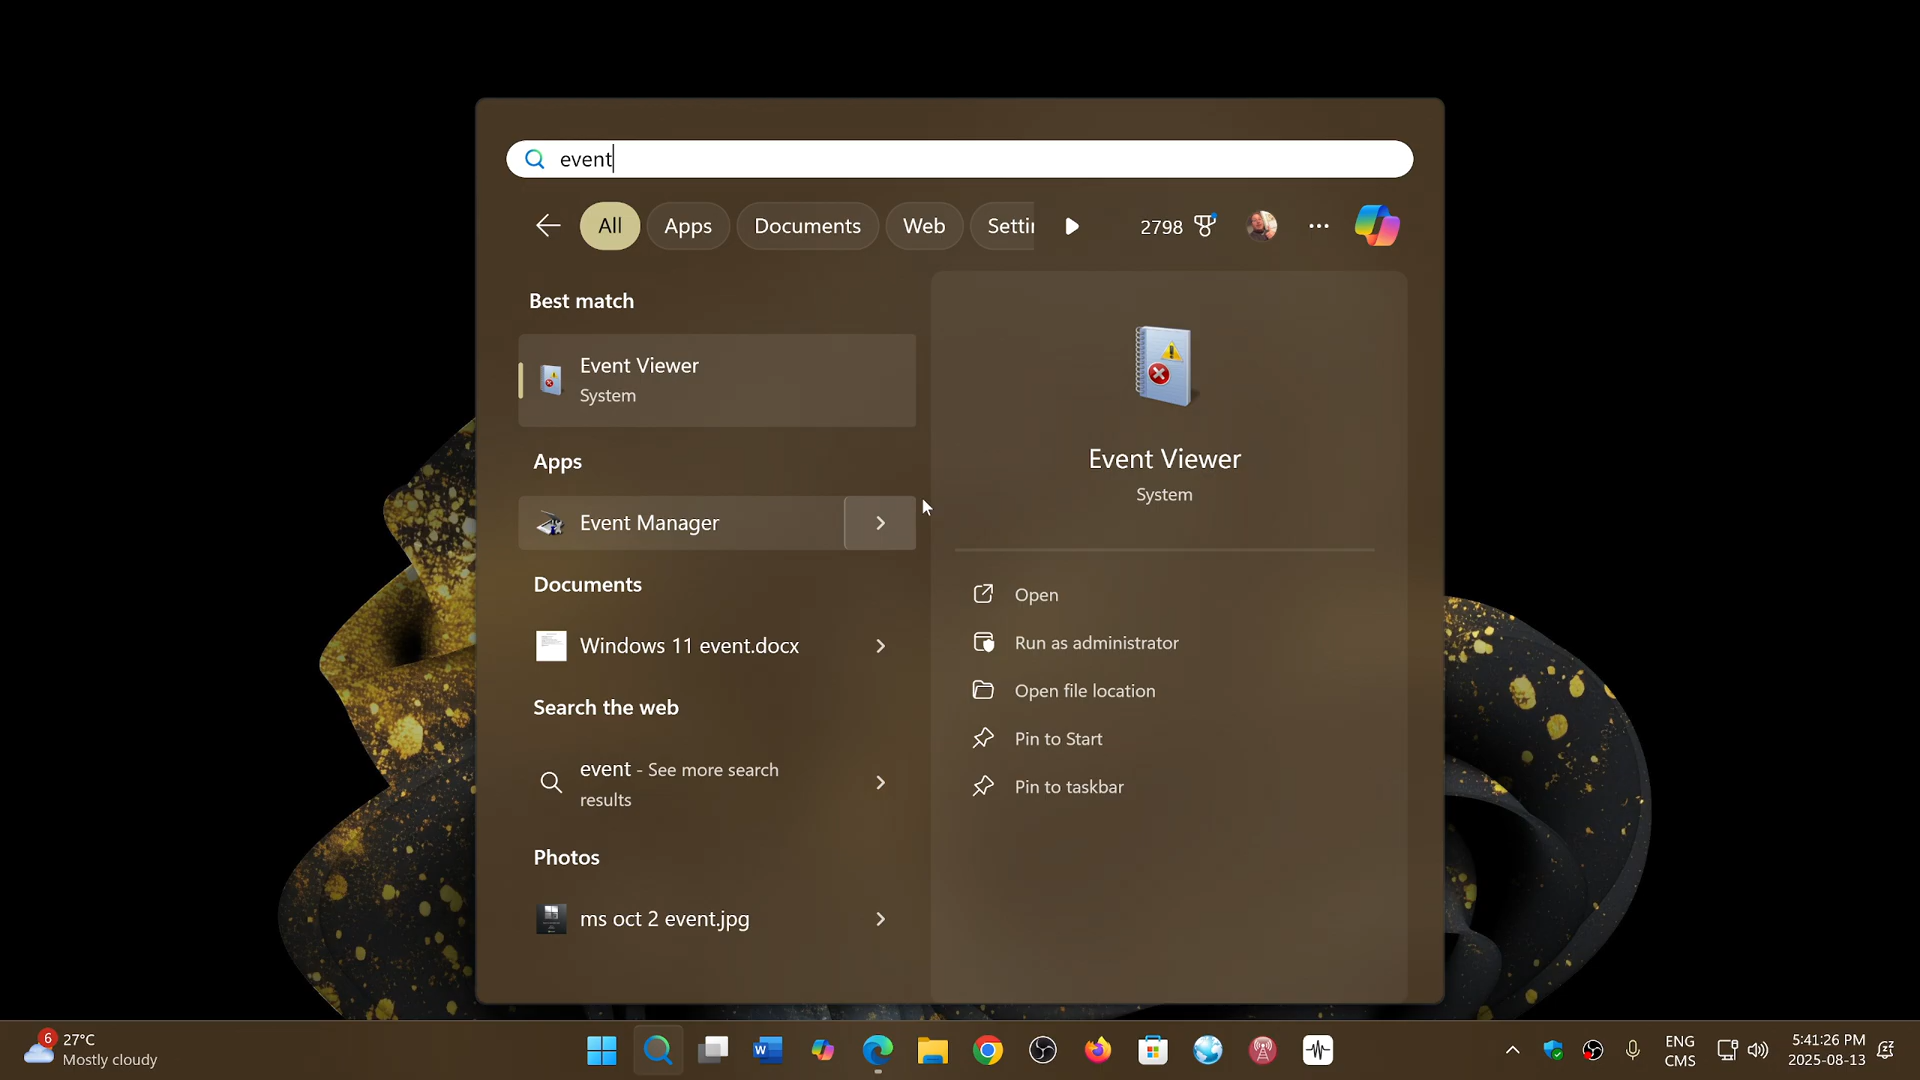 event
All
Apps
Documents
Web
Settin
2798
Best match
Event Viewer
System
Apps
Event Manager
Documents
Windows 11 event.docx
Search the web
event - See more search
results
Photos
ms oct 2 event.jpg
Event Viewer
System
Open
Run as administrator
Open file location
Pin to Start
Pin to taskbar
6
27°C
Mostly cloudy
W
ENG
CMS
5:41:26 PM
2025-08-13